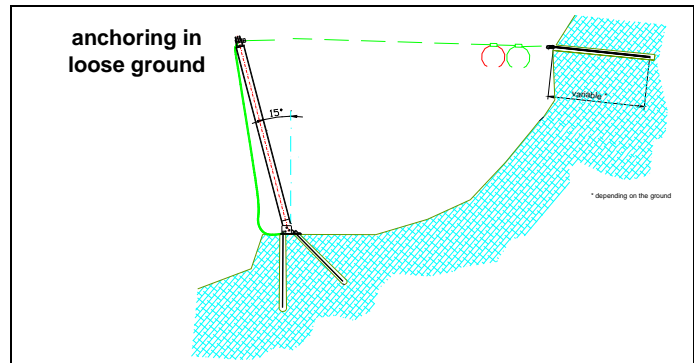 anchoring in
loose ground
15°
variable *
* depending on the ground